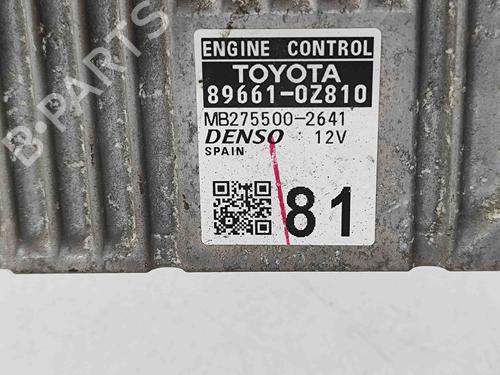 ENGINE CONTROL
TOYOTA
89661-0Z810
MB275500-2641
DENSO 12V
SPAIN
81
B-PARTS